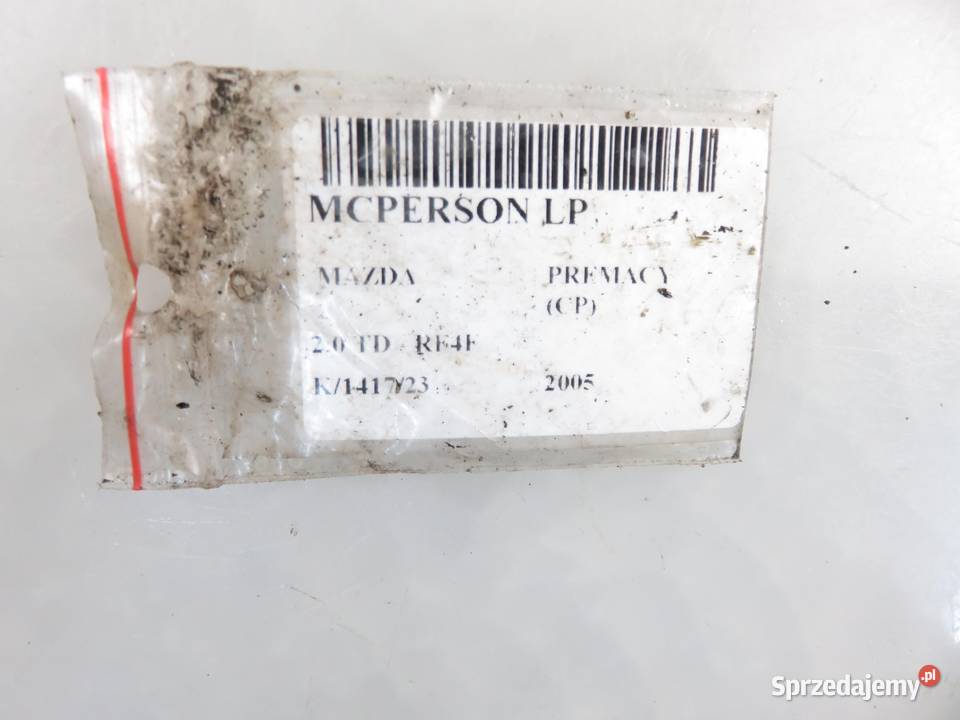 MCPERSON LP
MAZDA PREMACY
(CP)
2.0 TD - RF4F
K/1417/23 2005
Sprzedajemy.pl